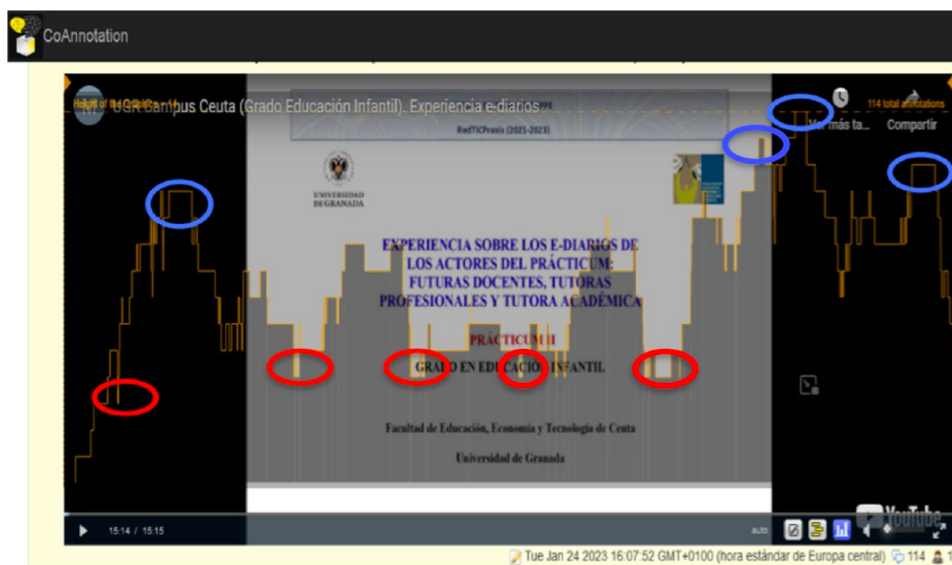 CoAnnotation
UGR Campus Ceuta (Grado Educación Infantil). Experiencia e-diarios
114 total annotations
Ver más ta...
Compartir
RedTICPraxis (2021-2023)
UNIVERSIDAD
DE GRANADA
EXPERIENCIA SOBRE LOS E-DIARIOS DE
LOS ACTORES DEL PRÁCTICUM:
FUTURAS DOCENTES, TUTORAS
PROFESIONALES Y TUTORA ACADÉMICA
PRÁCTICUM II
GRADO EN EDUCACIÓN INFANTIL
Facultad de Educación, Economía y Tecnología de Ceuta
Universidad de Granada
15:14 / 15:15
auto
YouTube
Tue Jan 24 2023 16:07:52 GMT+0100 (hora estándar de Europa central) 114 1